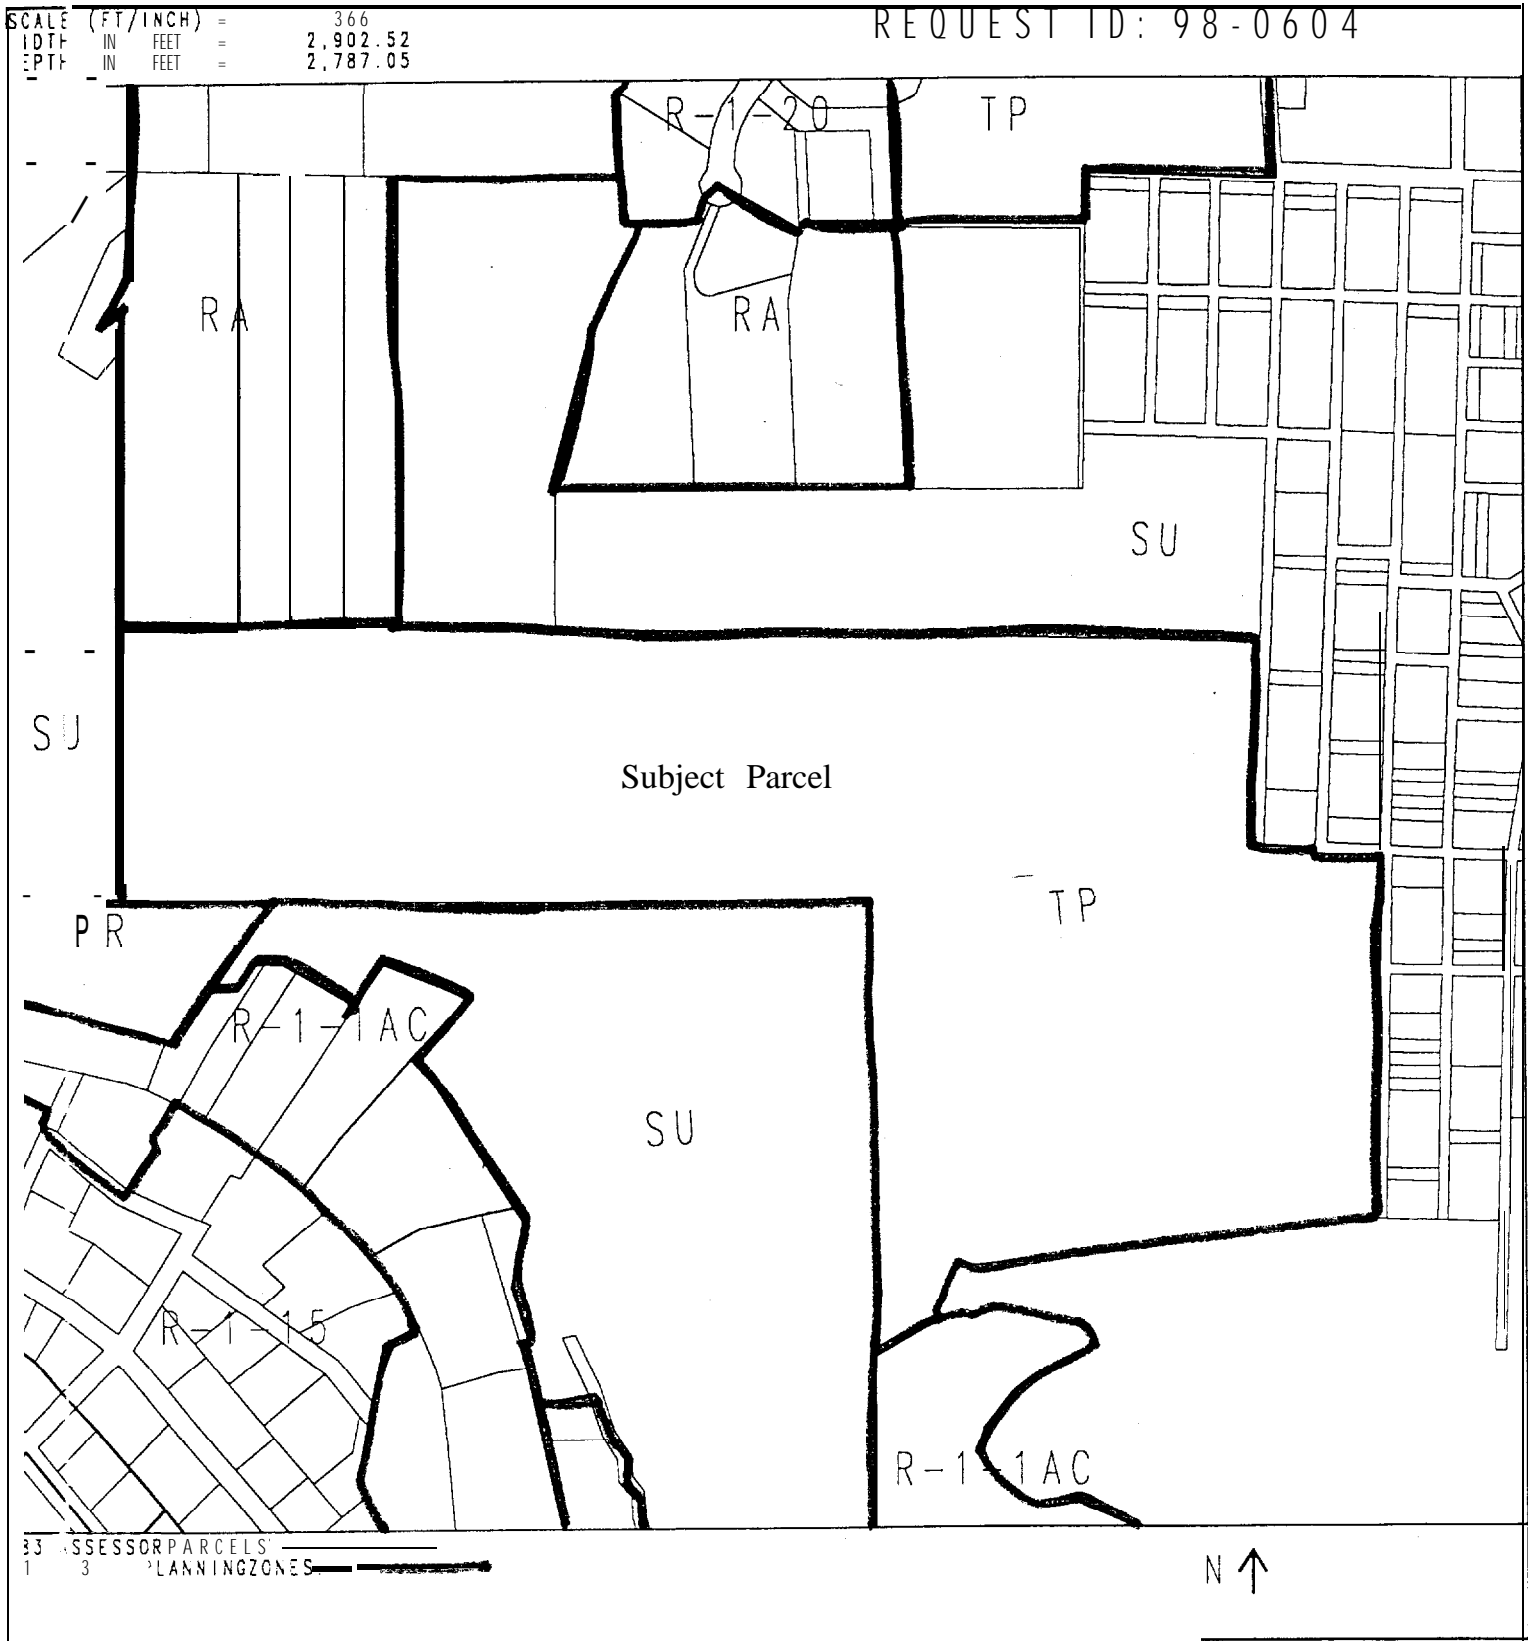 SCALE (FT/INCH) = 366
IDTH IN FEET = 2,902.52
EPTH IN FEET = 2,787.05
REQUEST ID: 98-0604
R-1-20
TP
RA
RA
SU
SU
Subject Parcel
TP
PR
R-1-1AC
SU
R-1-15
R-1-1AC
SSESSORPARCELS
LANNINGZONES
N